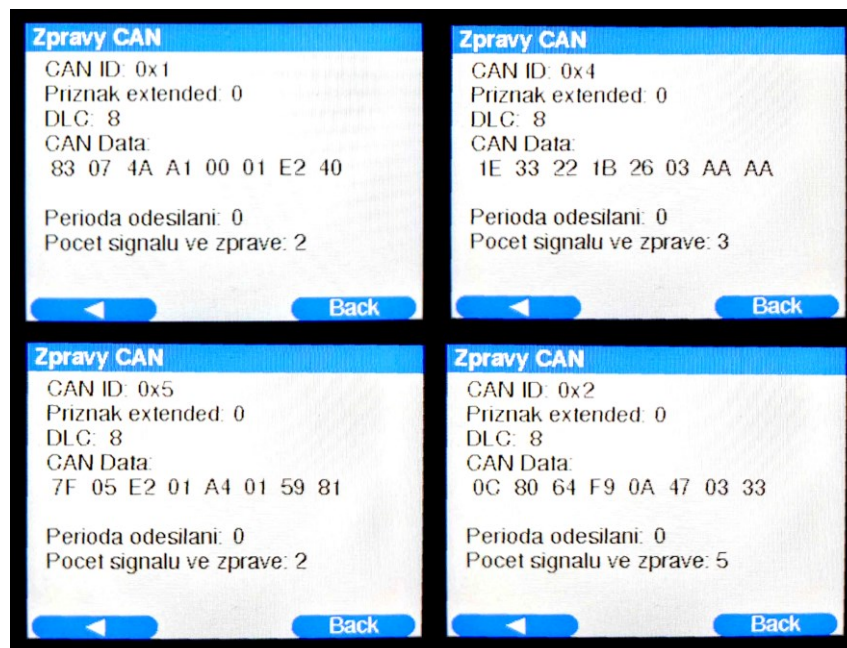 Zpravy CAN
CAN ID: 0x1
Priznak extended: 0
DLC: 8
CAN Data:
83 07 4A A1 00 01 E2 40
Perioda odesilani: 0
Pocet signalu ve zprave: 2
Back
Zpravy CAN
CAN ID: 0x4
Priznak extended: 0
DLC: 8
CAN Data:
1E 33 22 1B 26 03 AA AA
Perioda odesilani: 0
Pocet signalu ve zprave: 3
Back
Zpravy CAN
CAN ID: 0x5
Priznak extended: 0
DLC: 8
CAN Data:
7F 05 E2 01 A4 01 59 81
Perioda odesilani: 0
Pocet signalu ve zprave: 2
Back
Zpravy CAN
CAN ID: 0x2
Priznak extended: 0
DLC: 8
CAN Data:
0C 80 64 F9 0A 47 03 33
Perioda odesilani: 0
Pocet signalu ve zprave: 5
Back